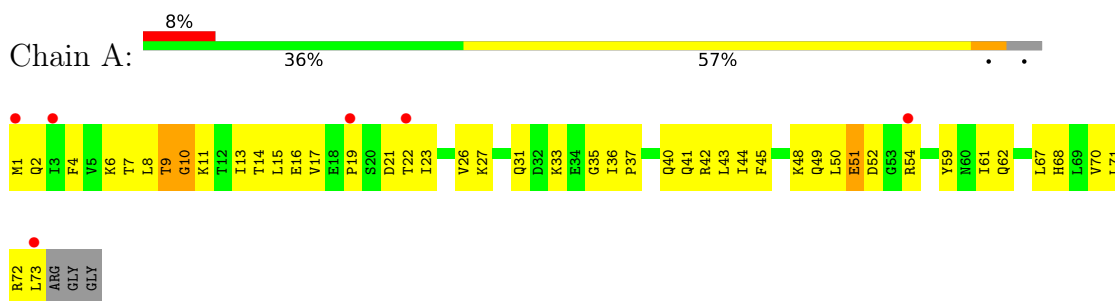 8%
Chain A:
36% 57% • •
M1 Q2 I3 F4 V5 K6 T7 L8 T9 G10 K11 T12 I13 T14 L15 E16 V17 E18 P19 S20 D21 T22 I23 V26 K27 Q31 D32 K33 E34 G35 I36 P37 Q40 Q41 R42 L43 I44 F45 K48 Q49 L50 E51 D52 G53 R54 Y59 N60 I61 Q62 L67 H68 L69 V70 L71
R72 L73 ARG GLY GLY